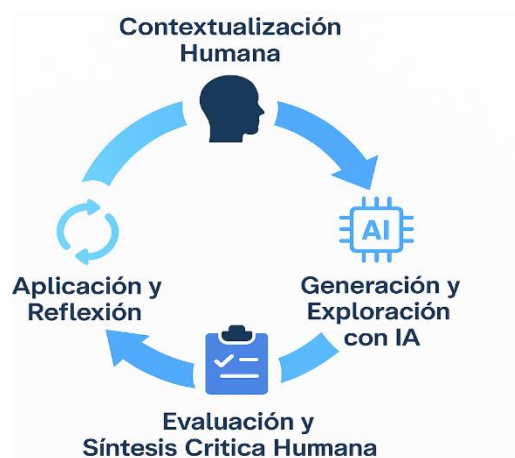 Contextualización
Humana
AI
Generación y
Exploración
con IA
Evaluación y
Síntesis Critica Humana
Aplicación y
Reflexión